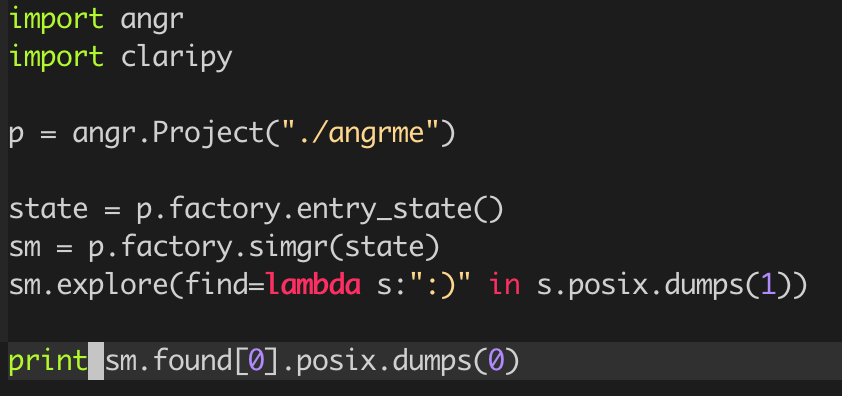 import angr
import claripy
p = angr.Project("./angrme")
state = p.factory.entry_state()
sm = p.factory.simgr(state)
sm.explore(find=lambda s:":)" in s.posix.dumps(1))
print sm.found[0].posix.dumps(0)